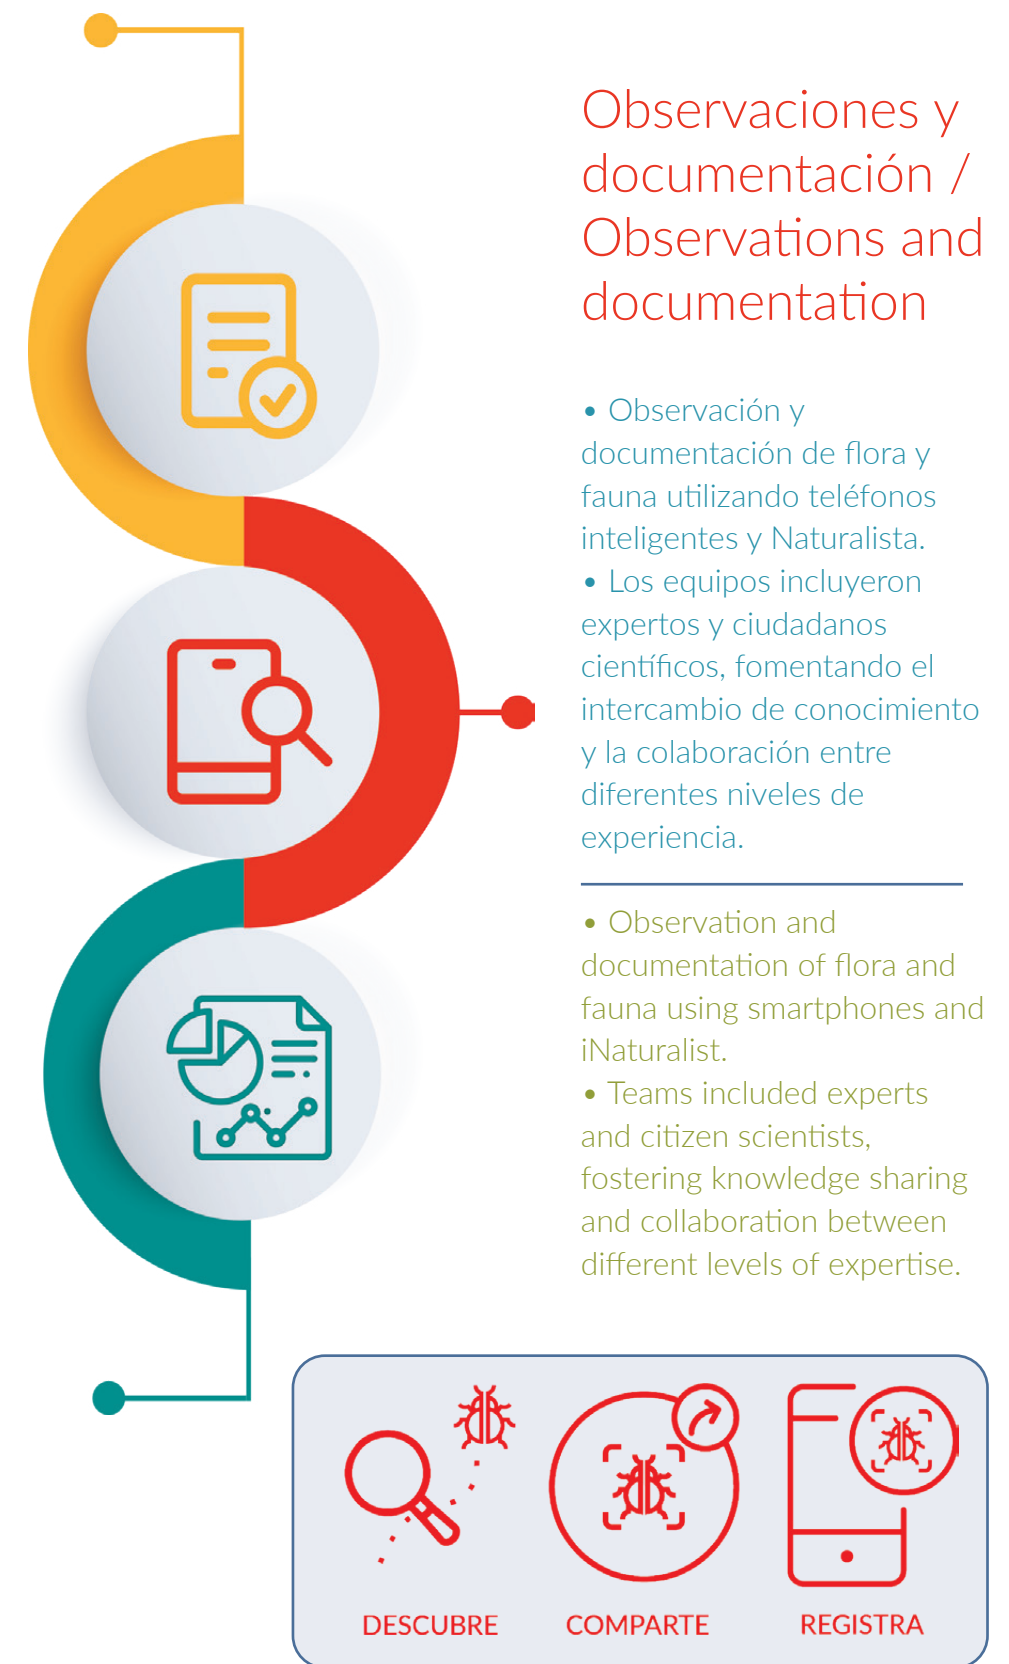 Observaciones y
documentación /
Observations and
documentation
• Observación y
documentación de flora y
fauna utilizando teléfonos
inteligentes y Naturalista.
• Los equipos incluyeron
expertos y ciudadanos
científicos, fomentando el
intercambio de conocimiento
y la colaboración entre
diferentes niveles de
experiencia.
• Observation and
documentation of flora and
fauna using smartphones and
iNaturalist.
• Teams included experts
and citizen scientists,
fostering knowledge sharing
and collaboration between
different levels of expertise.
DESCUBRE COMPARTE REGISTRA